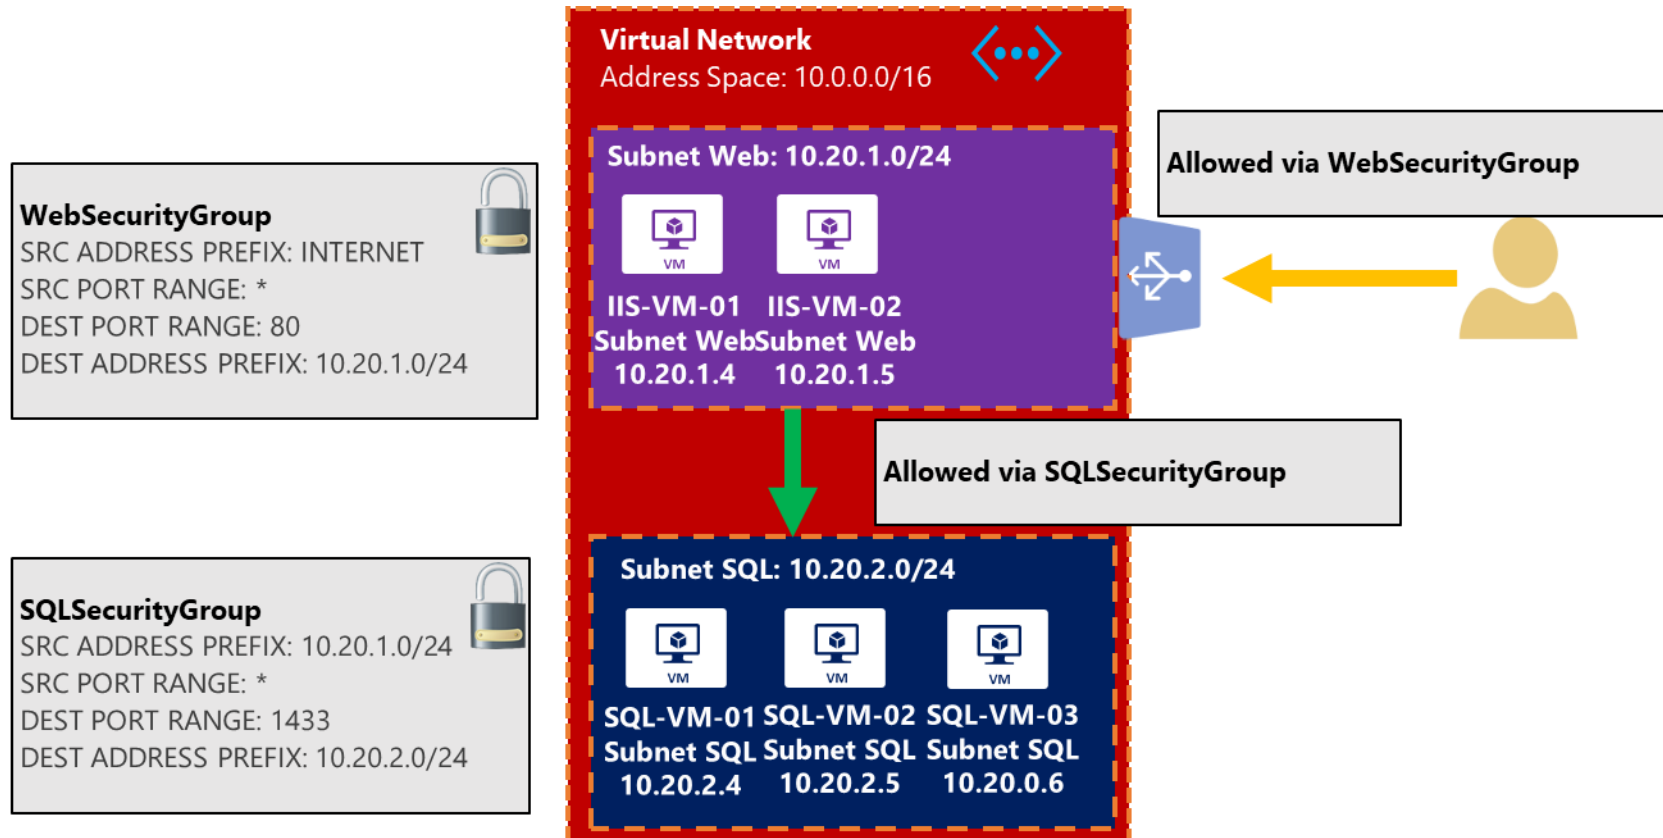 Virtual Network
Address Space: 10.0.0.0/16
Subnet Web: 10.20.1.0/24
VM
VM
IIS-VM-01
Subnet Web
10.20.1.4
IIS-VM-02
Subnet Web
10.20.1.5
Allowed via WebSecurityGroup
WebSecurityGroup
SRC ADDRESS PREFIX: INTERNET
SRC PORT RANGE: *
DEST PORT RANGE: 80
DEST ADDRESS PREFIX: 10.20.1.0/24
Allowed via SQLSecurityGroup
SQLSecurityGroup
SRC ADDRESS PREFIX: 10.20.1.0/24
SRC PORT RANGE: *
DEST PORT RANGE: 1433
DEST ADDRESS PREFIX: 10.20.2.0/24
Subnet SQL: 10.20.2.0/24
VM
VM
VM
SQL-VM-01
Subnet SQL
10.20.2.4
SQL-VM-02
Subnet SQL
10.20.2.5
SQL-VM-03
Subnet SQL
10.20.0.6